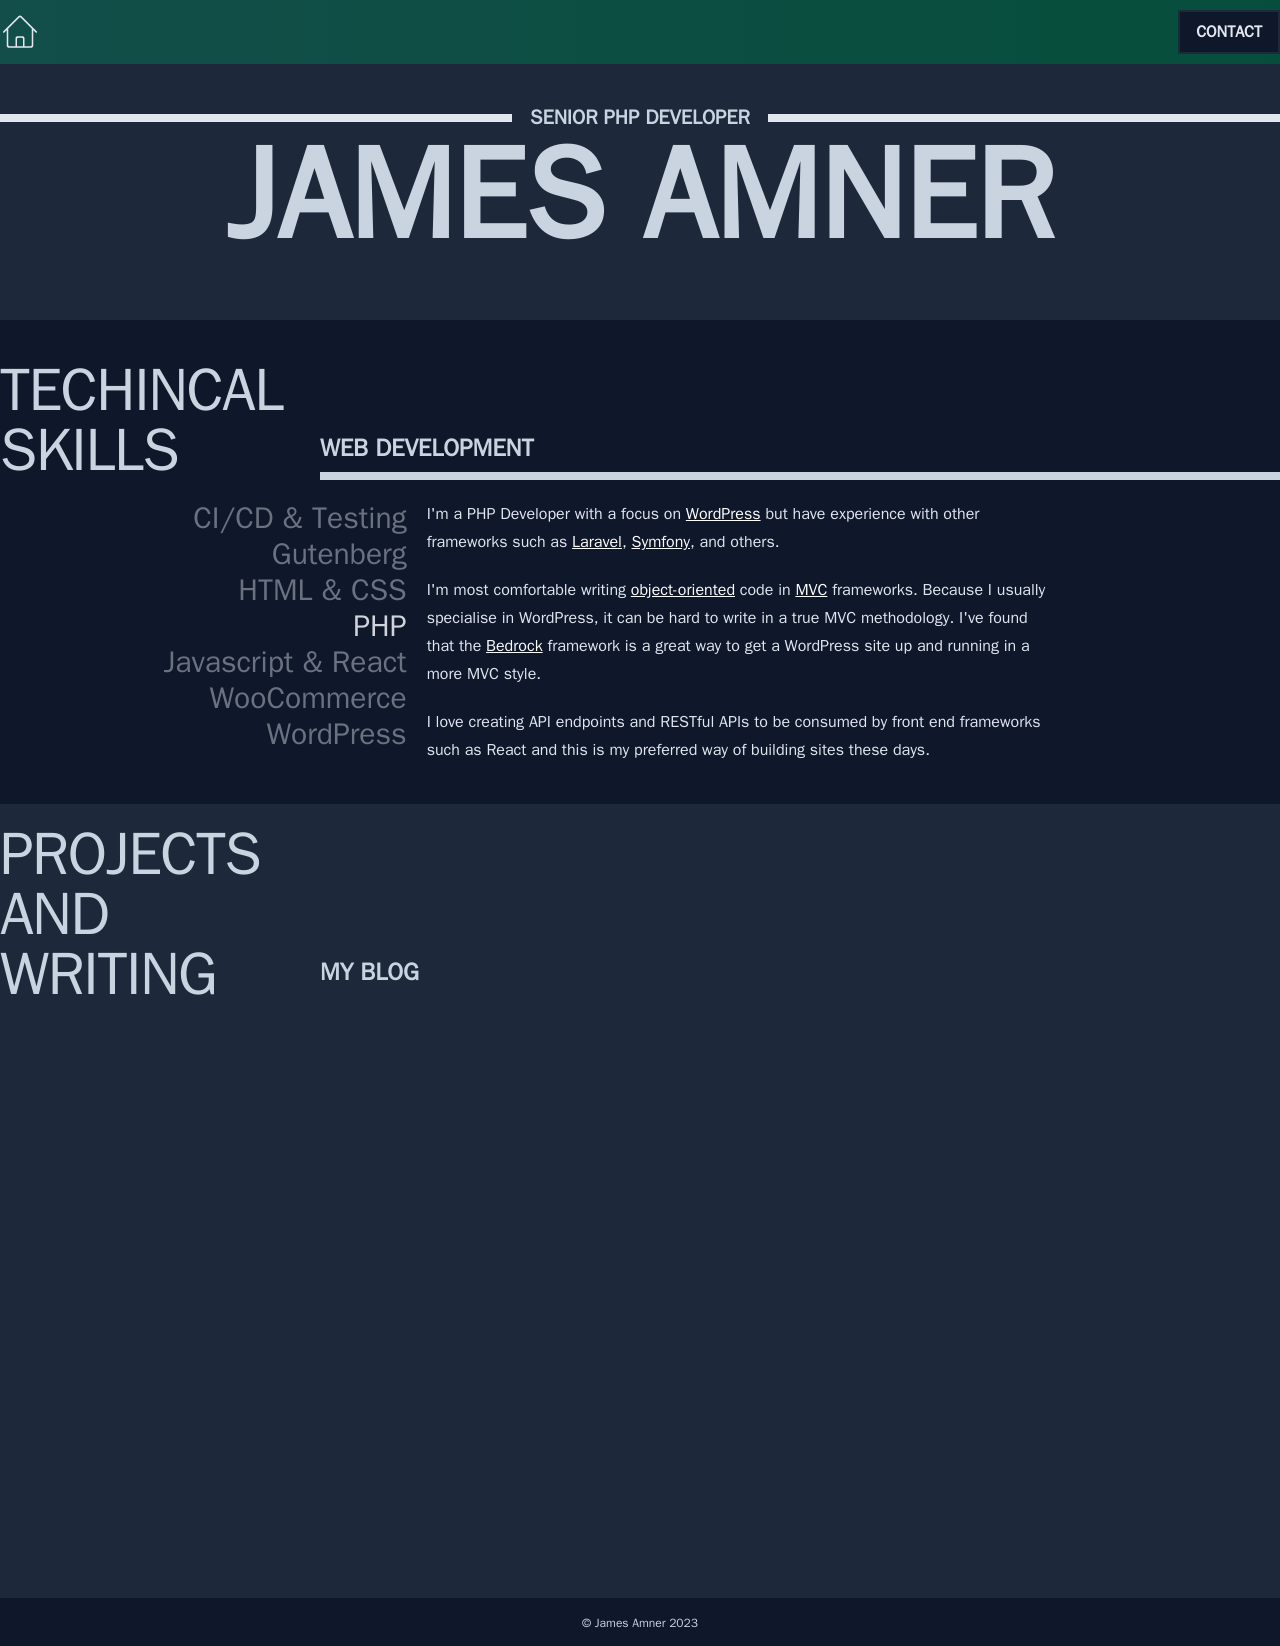 CONTACT
SENIOR PHP DEVELOPER
JAMES AMNER
TECHINCAL
SKILLS
WEB DEVELOPMENT
CI/CD & Testing
Gutenberg
HTML & CSS
PHP
Javascript & React
WooCommerce
WordPress
I'm a PHP Developer with a focus on WordPress but have experience with other
frameworks such as Laravel, Symfony, and others.
I'm most comfortable writing object-oriented code in MVC frameworks. Because I usually
specialise in WordPress, it can be hard to write in a true MVC methodology. I've found
that the Bedrock framework is a great way to get a WordPress site up and running in a
more MVC style.
I love creating API endpoints and RESTful APIs to be consumed by front end frameworks
such as React and this is my preferred way of building sites these days.
PROJECTS
AND
WRITING
MY BLOG
© James Amner 2023